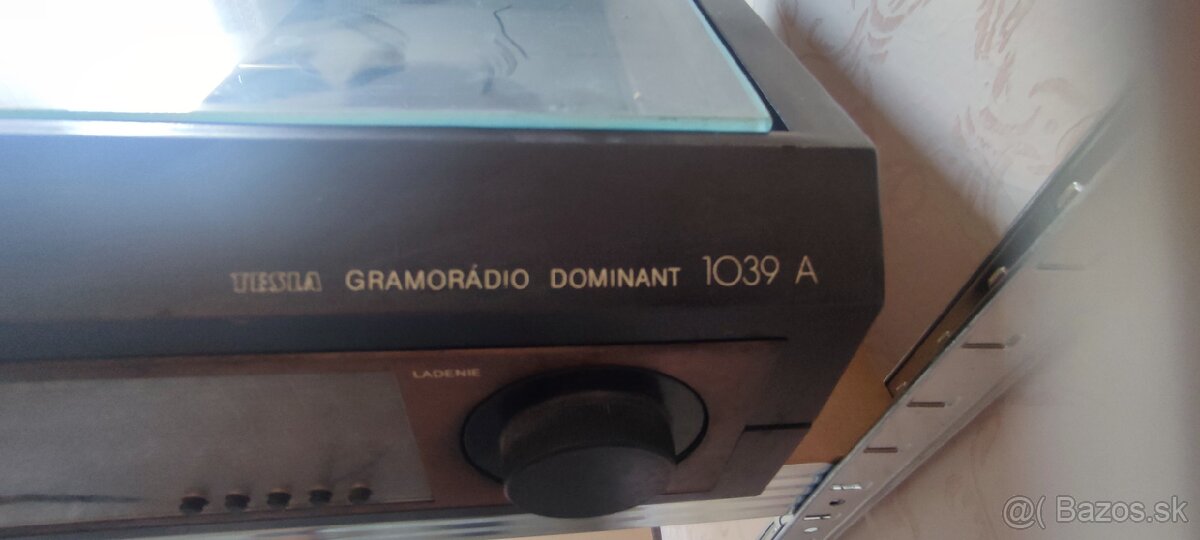 TESLA GRAMORÁDIO DOMINANT 1039 A
LADENIE
@( Bazos.sk